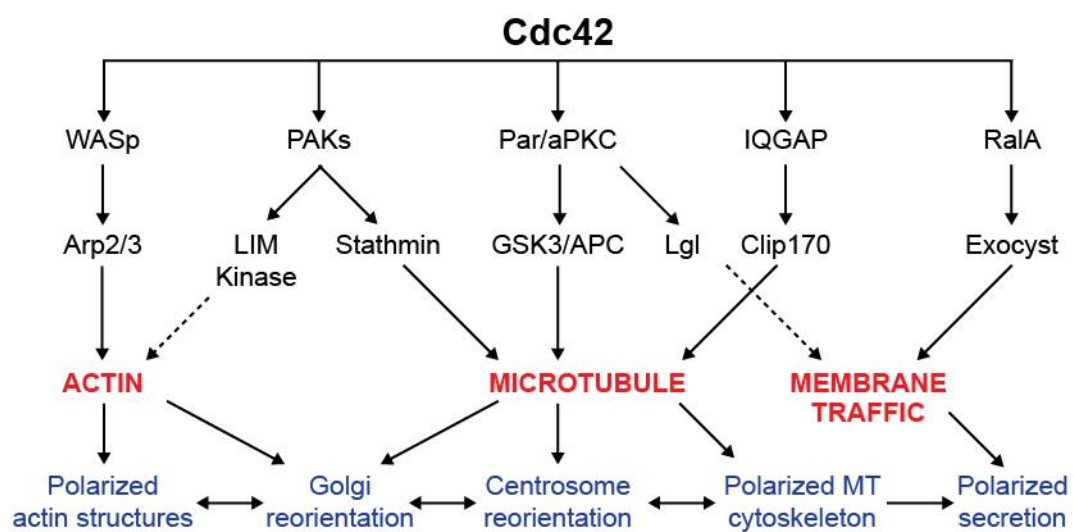 Cdc42
WASp PAKs Par/aPKC IQGAP RalA
Arp2/3 LIM Stathmin GSK3/APC Lgl Clip170 Exocyst
Kinase
ACTIN MICROTUBULE MEMBRANE
TRAFFIC
Polarized Golgi Centrosome Polarized MT Polarized
actin structures reorientation reorientation cytoskeleton secretion